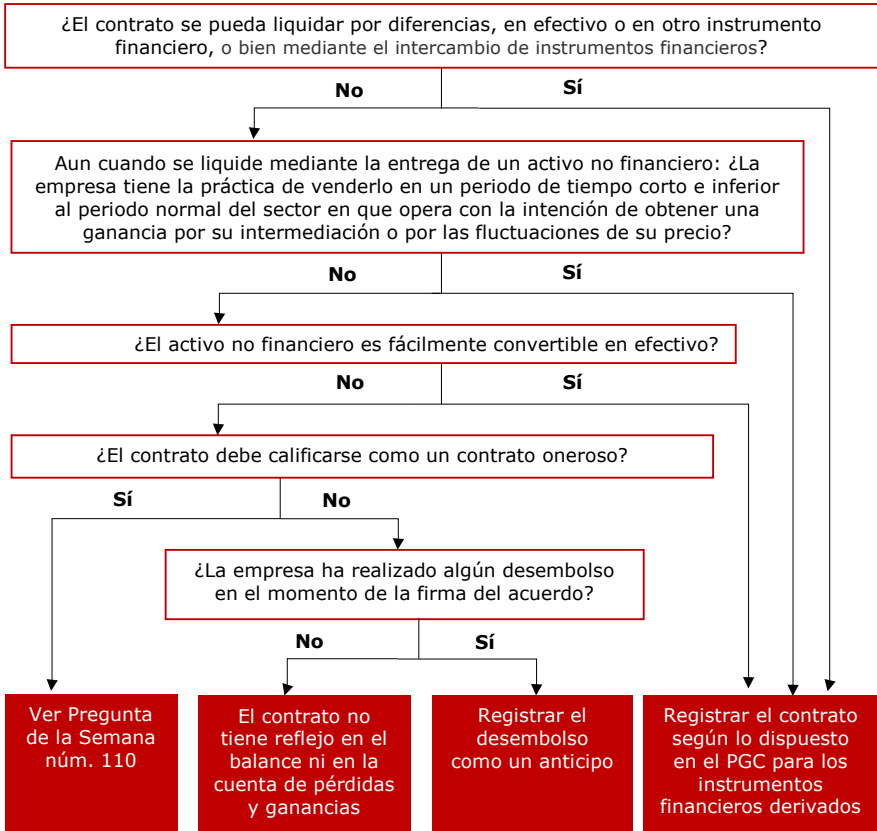 ¿El contrato se pueda liquidar por diferencias, en efectivo o en otro instrumento
financiero, o bien mediante el intercambio de instrumentos financieros?
No
Sí
Aun cuando se liquide mediante la entrega de un activo no financiero: ¿La
empresa tiene la práctica de venderlo en un periodo de tiempo corto e inferior
al periodo normal del sector en que opera con la intención de obtener una
ganancia por su intermediación o por las fluctuaciones de su precio?
No
Sí
¿El activo no financiero es fácilmente convertible en efectivo?
No
Sí
¿El contrato debe calificarse como un contrato oneroso?
Sí
No
¿La empresa ha realizado algún desembolso
en el momento de la firma del acuerdo?
No
Sí
Ver Pregunta
de la Semana
núm. 110
El contrato no
tiene reflejo en el
balance ni en la
cuenta de pérdidas
y ganancias
Registrar el
desembolso
como un anticipo
Registrar el contrato
según lo dispuesto
en el PGC para los
instrumentos
financieros derivados